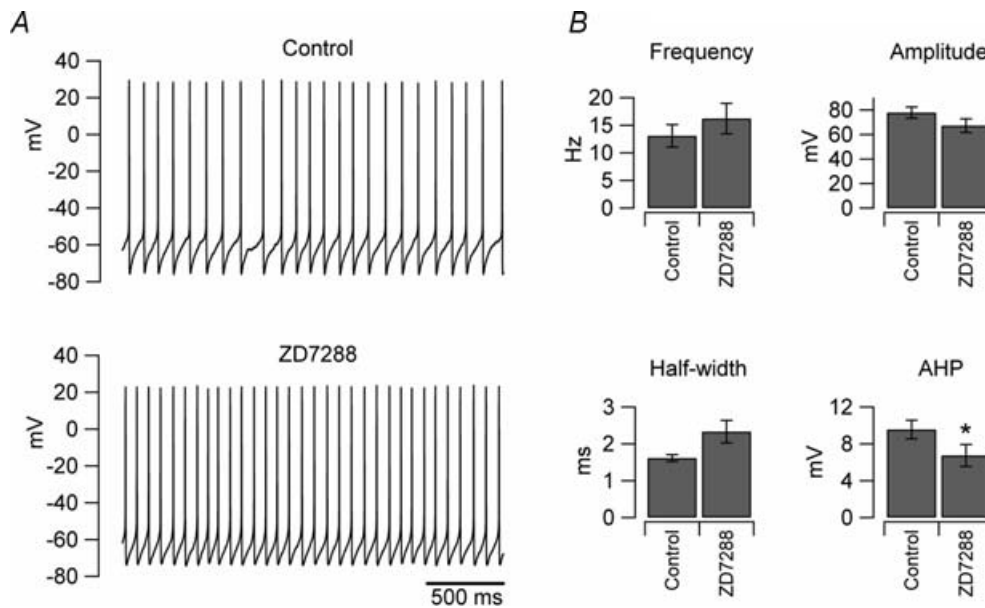 A
Control
40
20
0
-20
-40
-60
-80
mV
ZD7288
40
20
0
-20
-40
-60
-80
mV
500 ms
B
Frequency
20
15
10
5
0
Hz
Control
ZD7288
Amplitude
80
60
40
20
0
mV
Control
ZD7288
Half-width
3
2
1
0
ms
Control
ZD7288
AHP
12
8
4
0
mV
*
Control
ZD7288